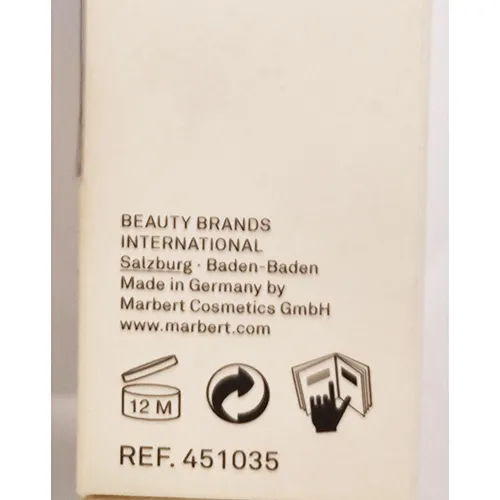 BEAUTY BRANDS
INTERNATIONAL
Salzburg · Baden-Baden
Made in Germany by
Marbert Cosmetics GmbH
www.marbert.com
12 M
REF. 451035